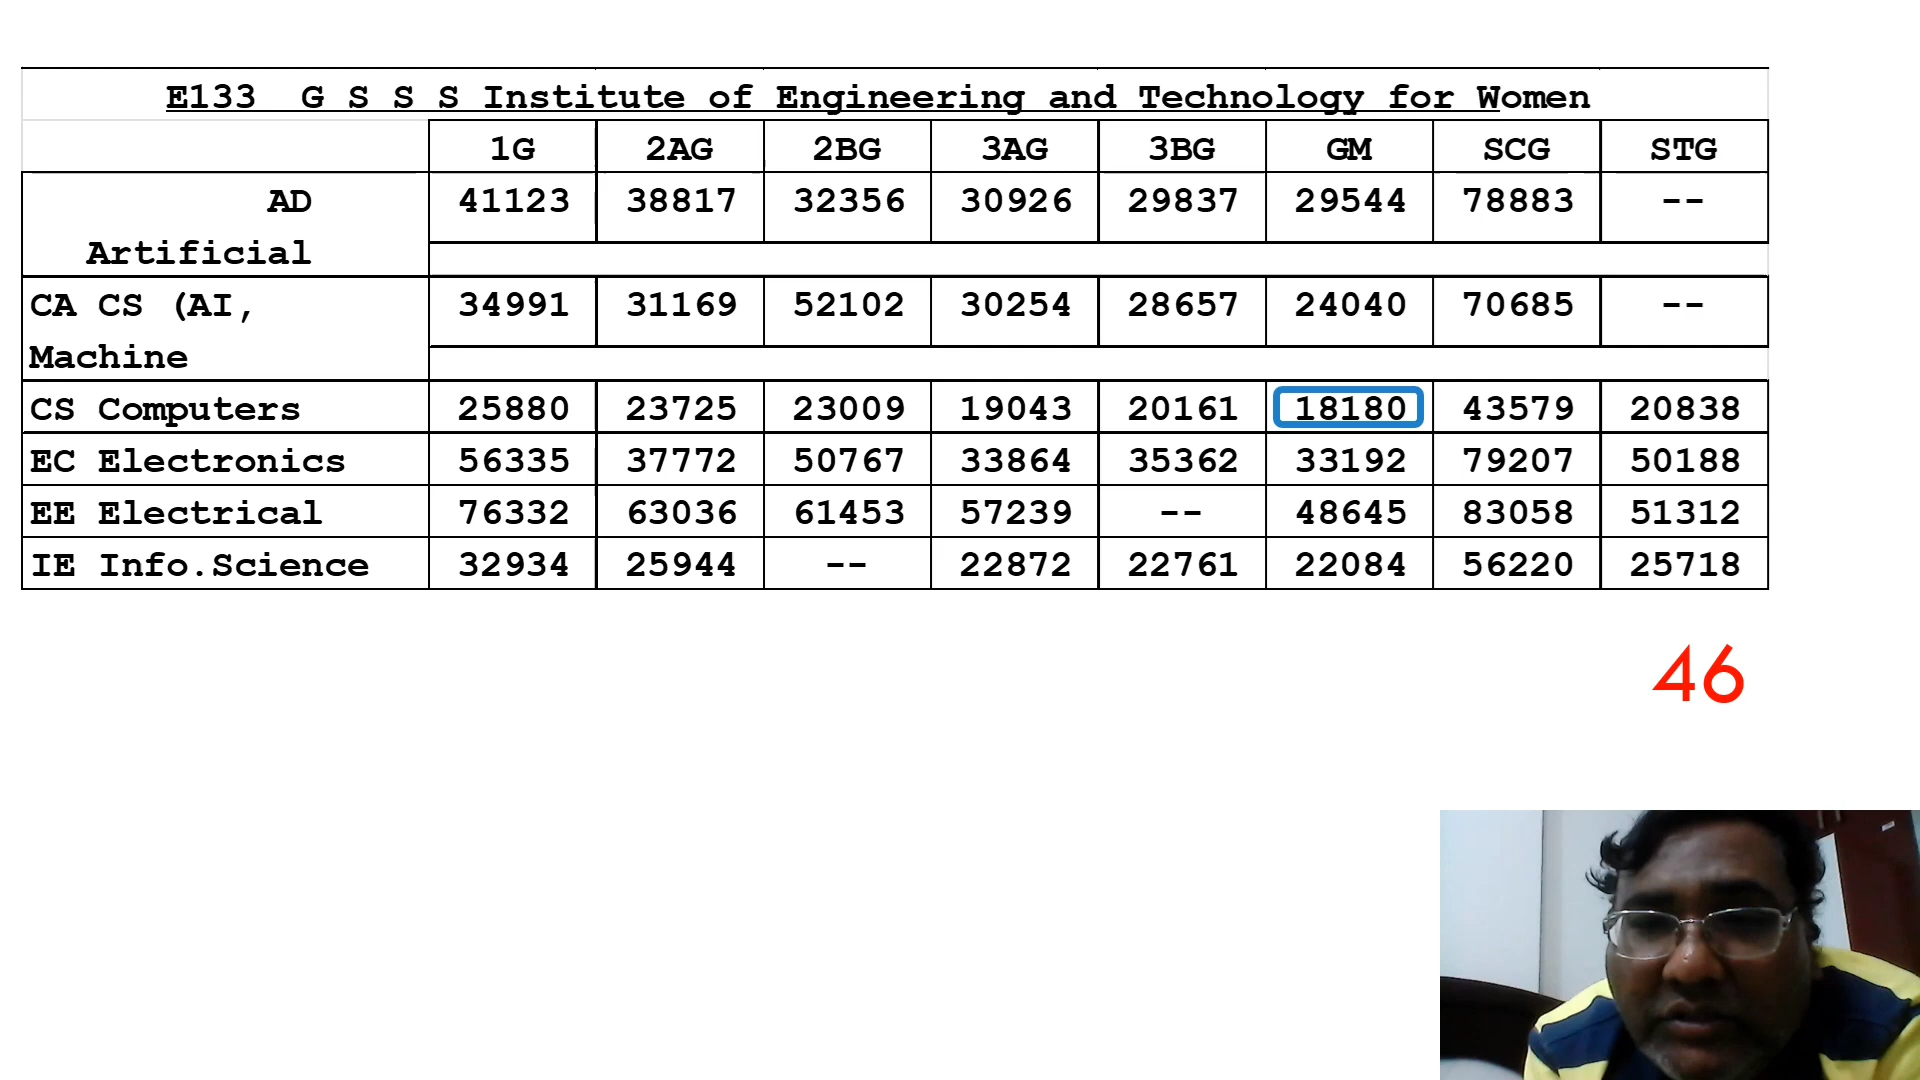 E133 G S S S Institute of Engineering and Technology for Women
1G 2AG 2BG 3AG 3BG GM SCG STG
AD 41123 38817 32356 30926 29837 29544 78883 --
Artificial
CA CS (AI, 34991 31169 52102 30254 28657 24040 70685 --
Machine
CS Computers 25880 23725 23009 19043 20161 18180 43579 20838
EC Electronics 56335 37772 50767 33864 35362 33192 79207 50188
EE Electrical 76332 63036 61453 57239 -- 48645 83058 51312
IE Info.Science 32934 25944 -- 22872 22761 22084 56220 25718
46